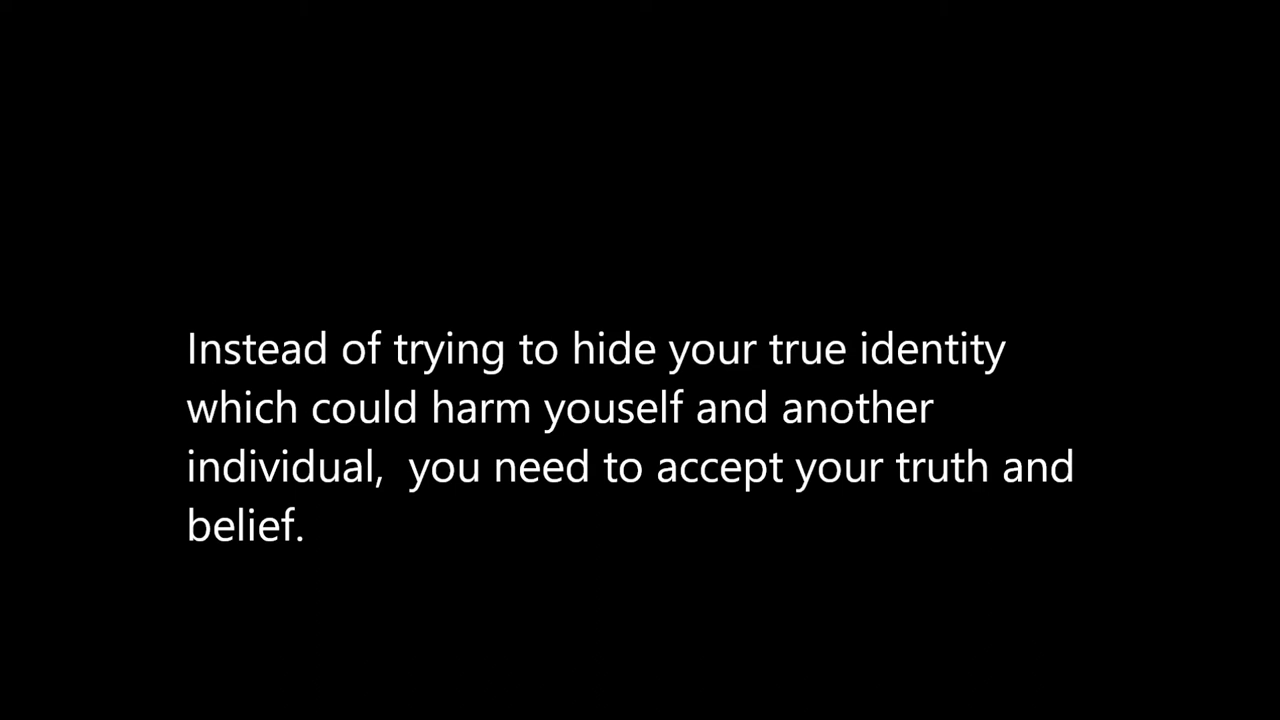 Instead of trying to hide your true identity
which could harm youself and another
individual,  you need to accept your truth and
belief.